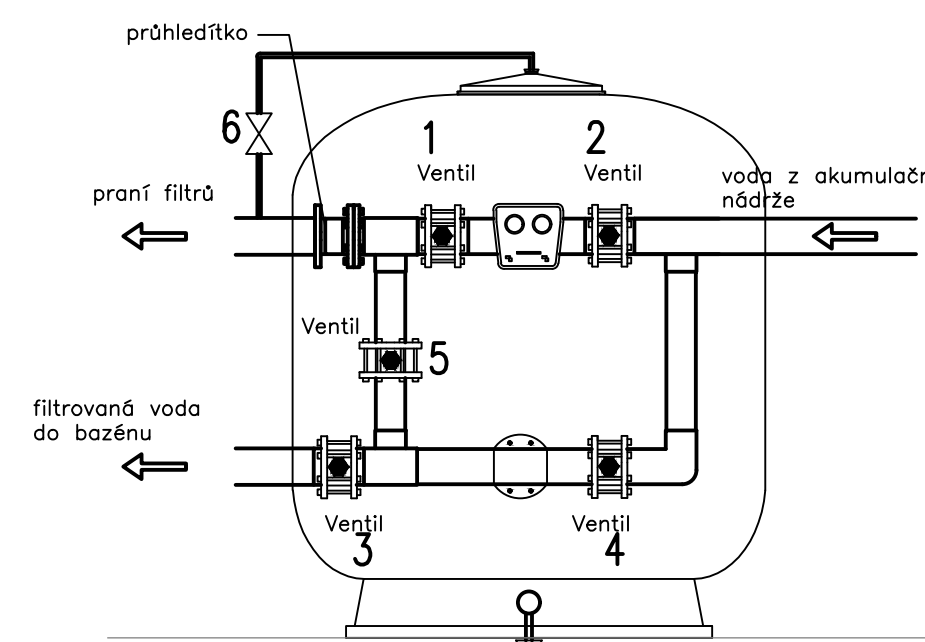 průhledítko
6
1
2
Ventil
Ventil
voda z akumulačn
nádrže
praní filtrů
Ventil
5
filtrovaná voda
do bazénu
Ventil
3
Ventil
4